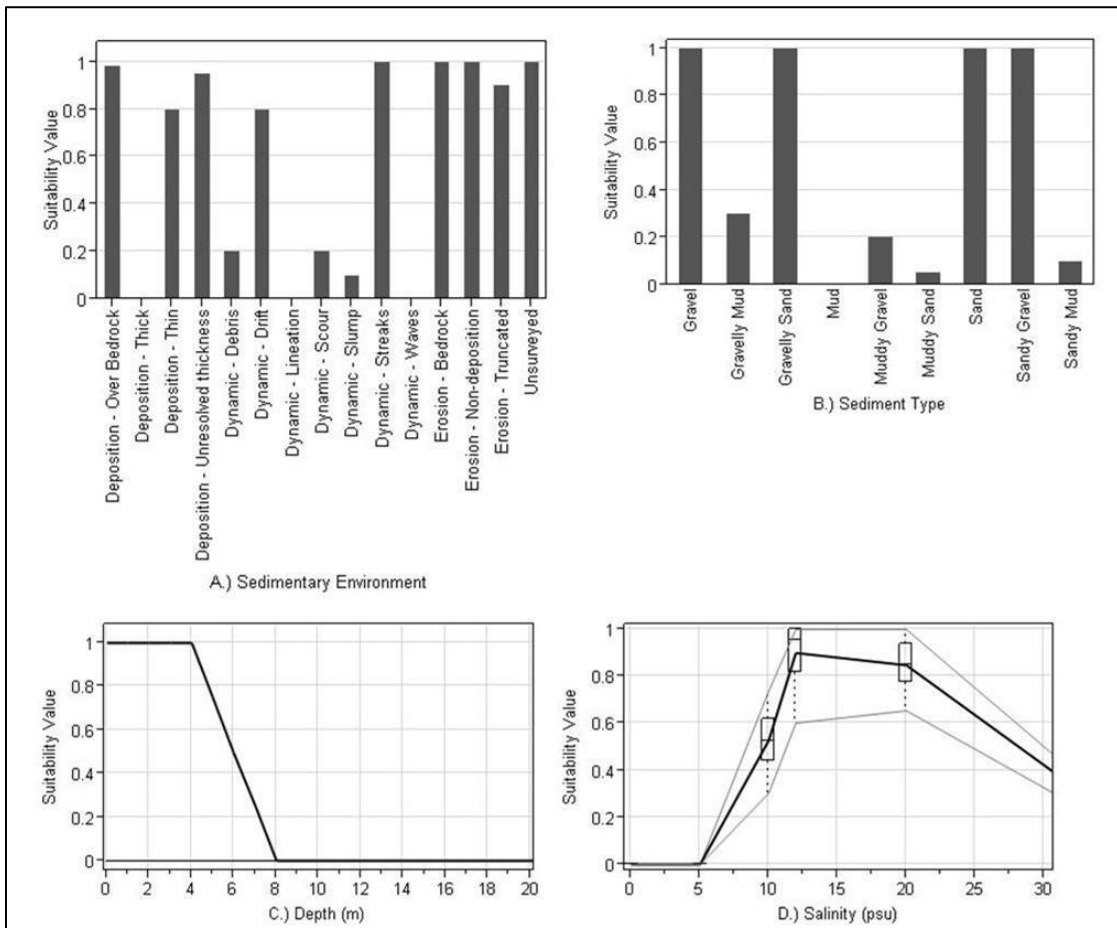 Suitability Value
1
0.8
0.6
0.4
0.2
0
Deposition - Over Bedrock
Deposition - Thick
Deposition - Thin
Deposition - Unresolved thickness
Dynamic - Debris
Dynamic - Drift
Dynamic - Lineation
Dynamic - Scour
Dynamic - Slump
Dynamic - Streaks
Dynamic - Waves
Erosion - Bedrock
Erosion - Non-deposition
Erosion - Truncated
Unsurveyed
A.) Sedimentary Environment
Suitability Value
1
0.8
0.6
0.4
0.2
0
Gravel
Gravelly Mud
Gravelly Sand
Mud
Muddy Gravel
Muddy Sand
Sand
Sandy Gravel
Sandy Mud
B.) Sediment Type
Suitability Value
1
0.8
0.6
0.4
0.2
0
0 2 4 6 8 10 12 14 16 18 20
C.) Depth (m)
Suitability Value
1
0.8
0.6
0.4
0.2
0
0 5 10 15 20 25 30
D.) Salinity (psu)